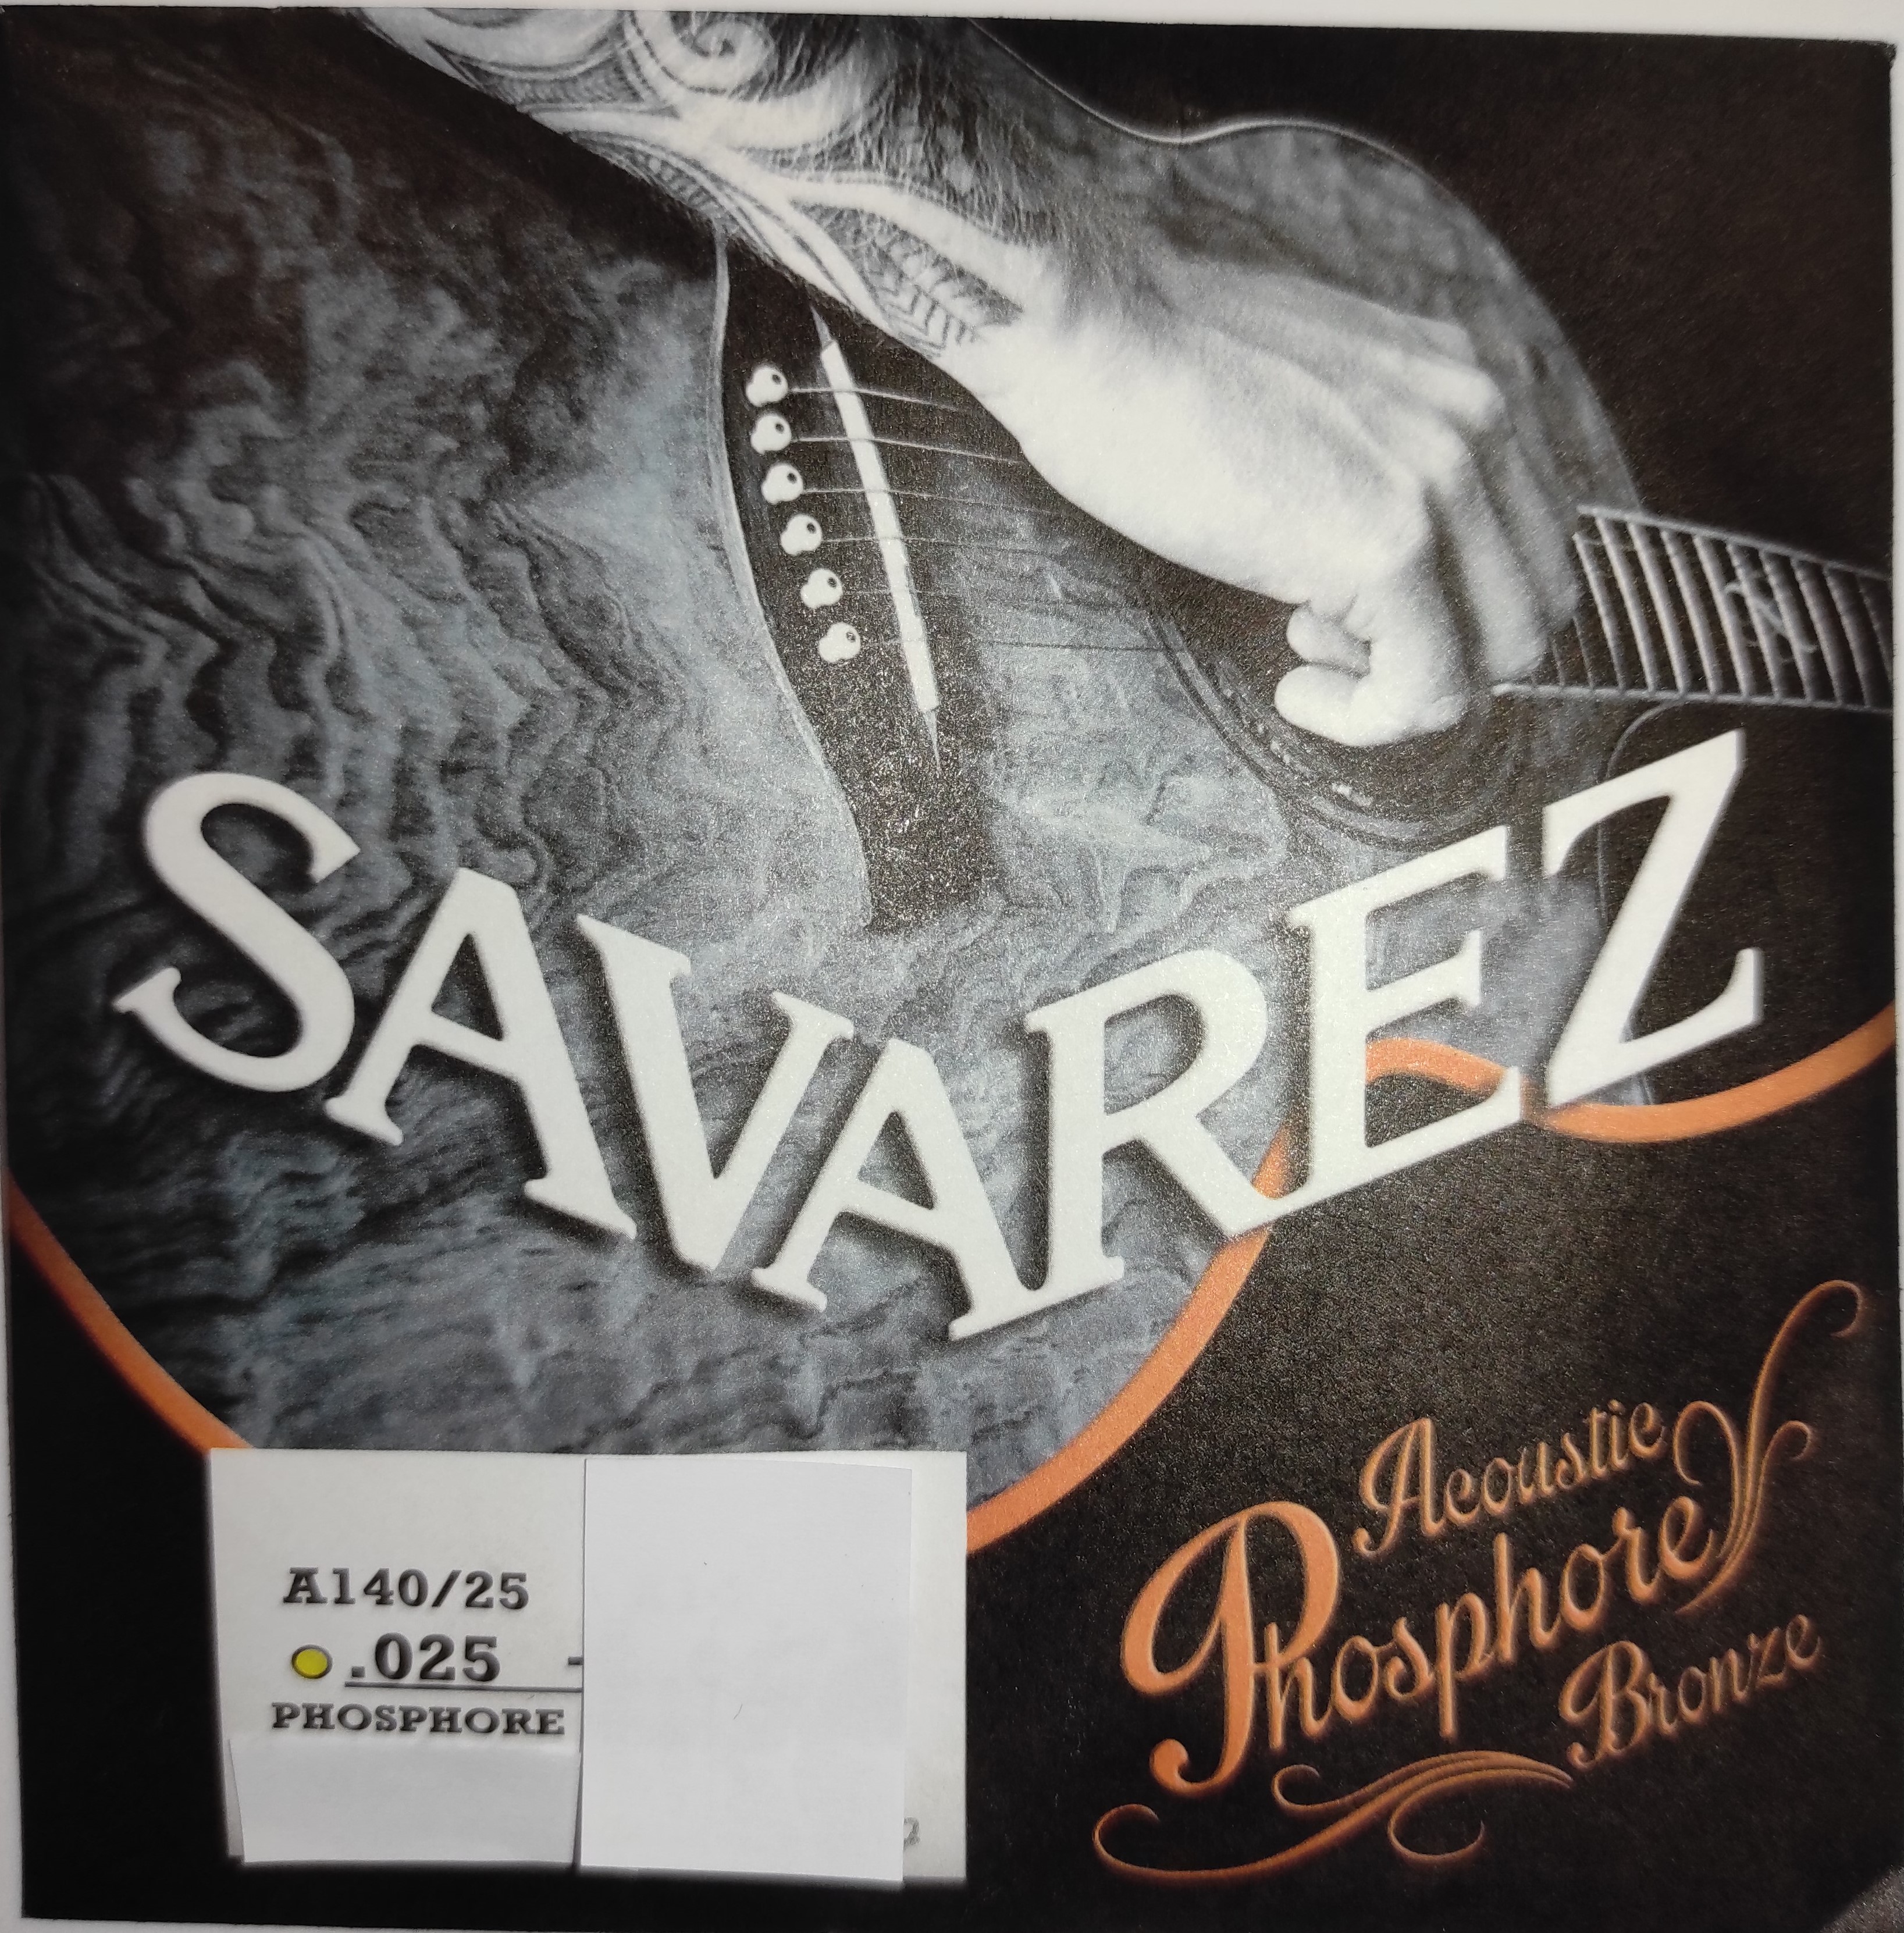 SAVAREZ
A140/25
.025 -
PHOSPHORE
Acoustic
Phosphore
Bronze